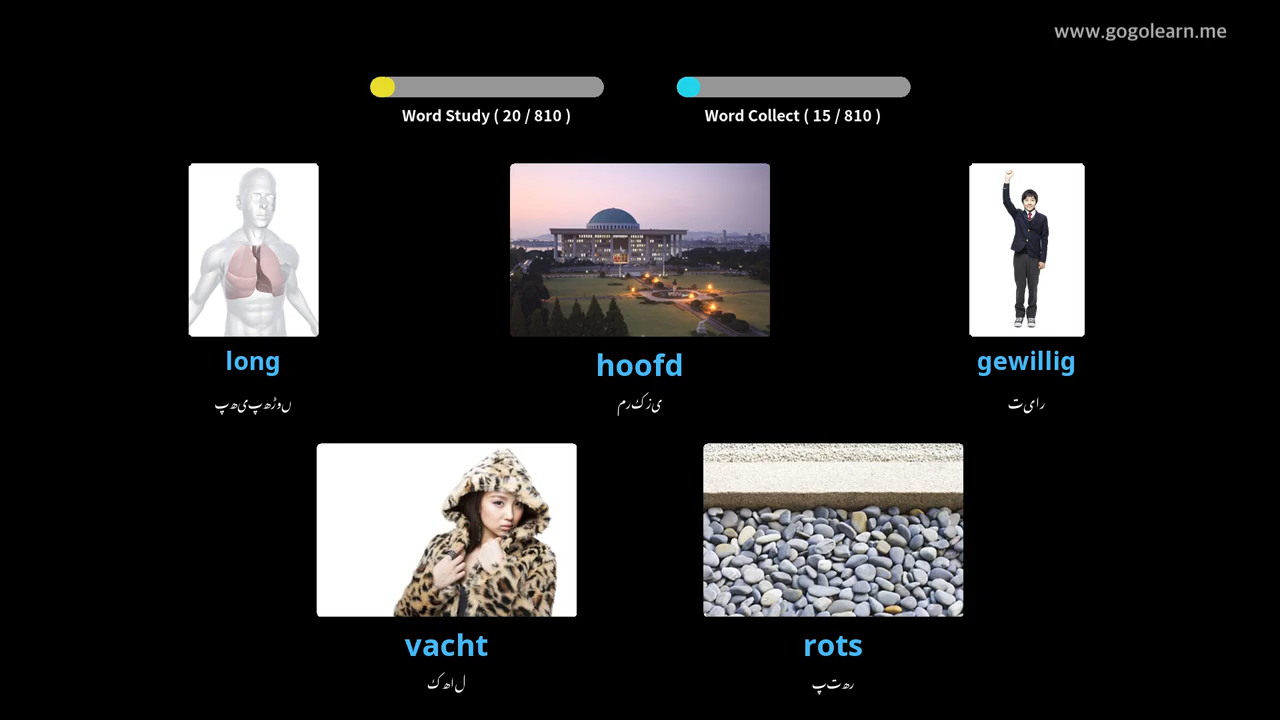 www.gogolearn.me
Word Study ( 20 / 810 )
Word Collect ( 15 / 810 )
long
hoofd
gewillig
پھیپھڑوں
مرکزی
تیار
vacht
rots
کھال
پتھر